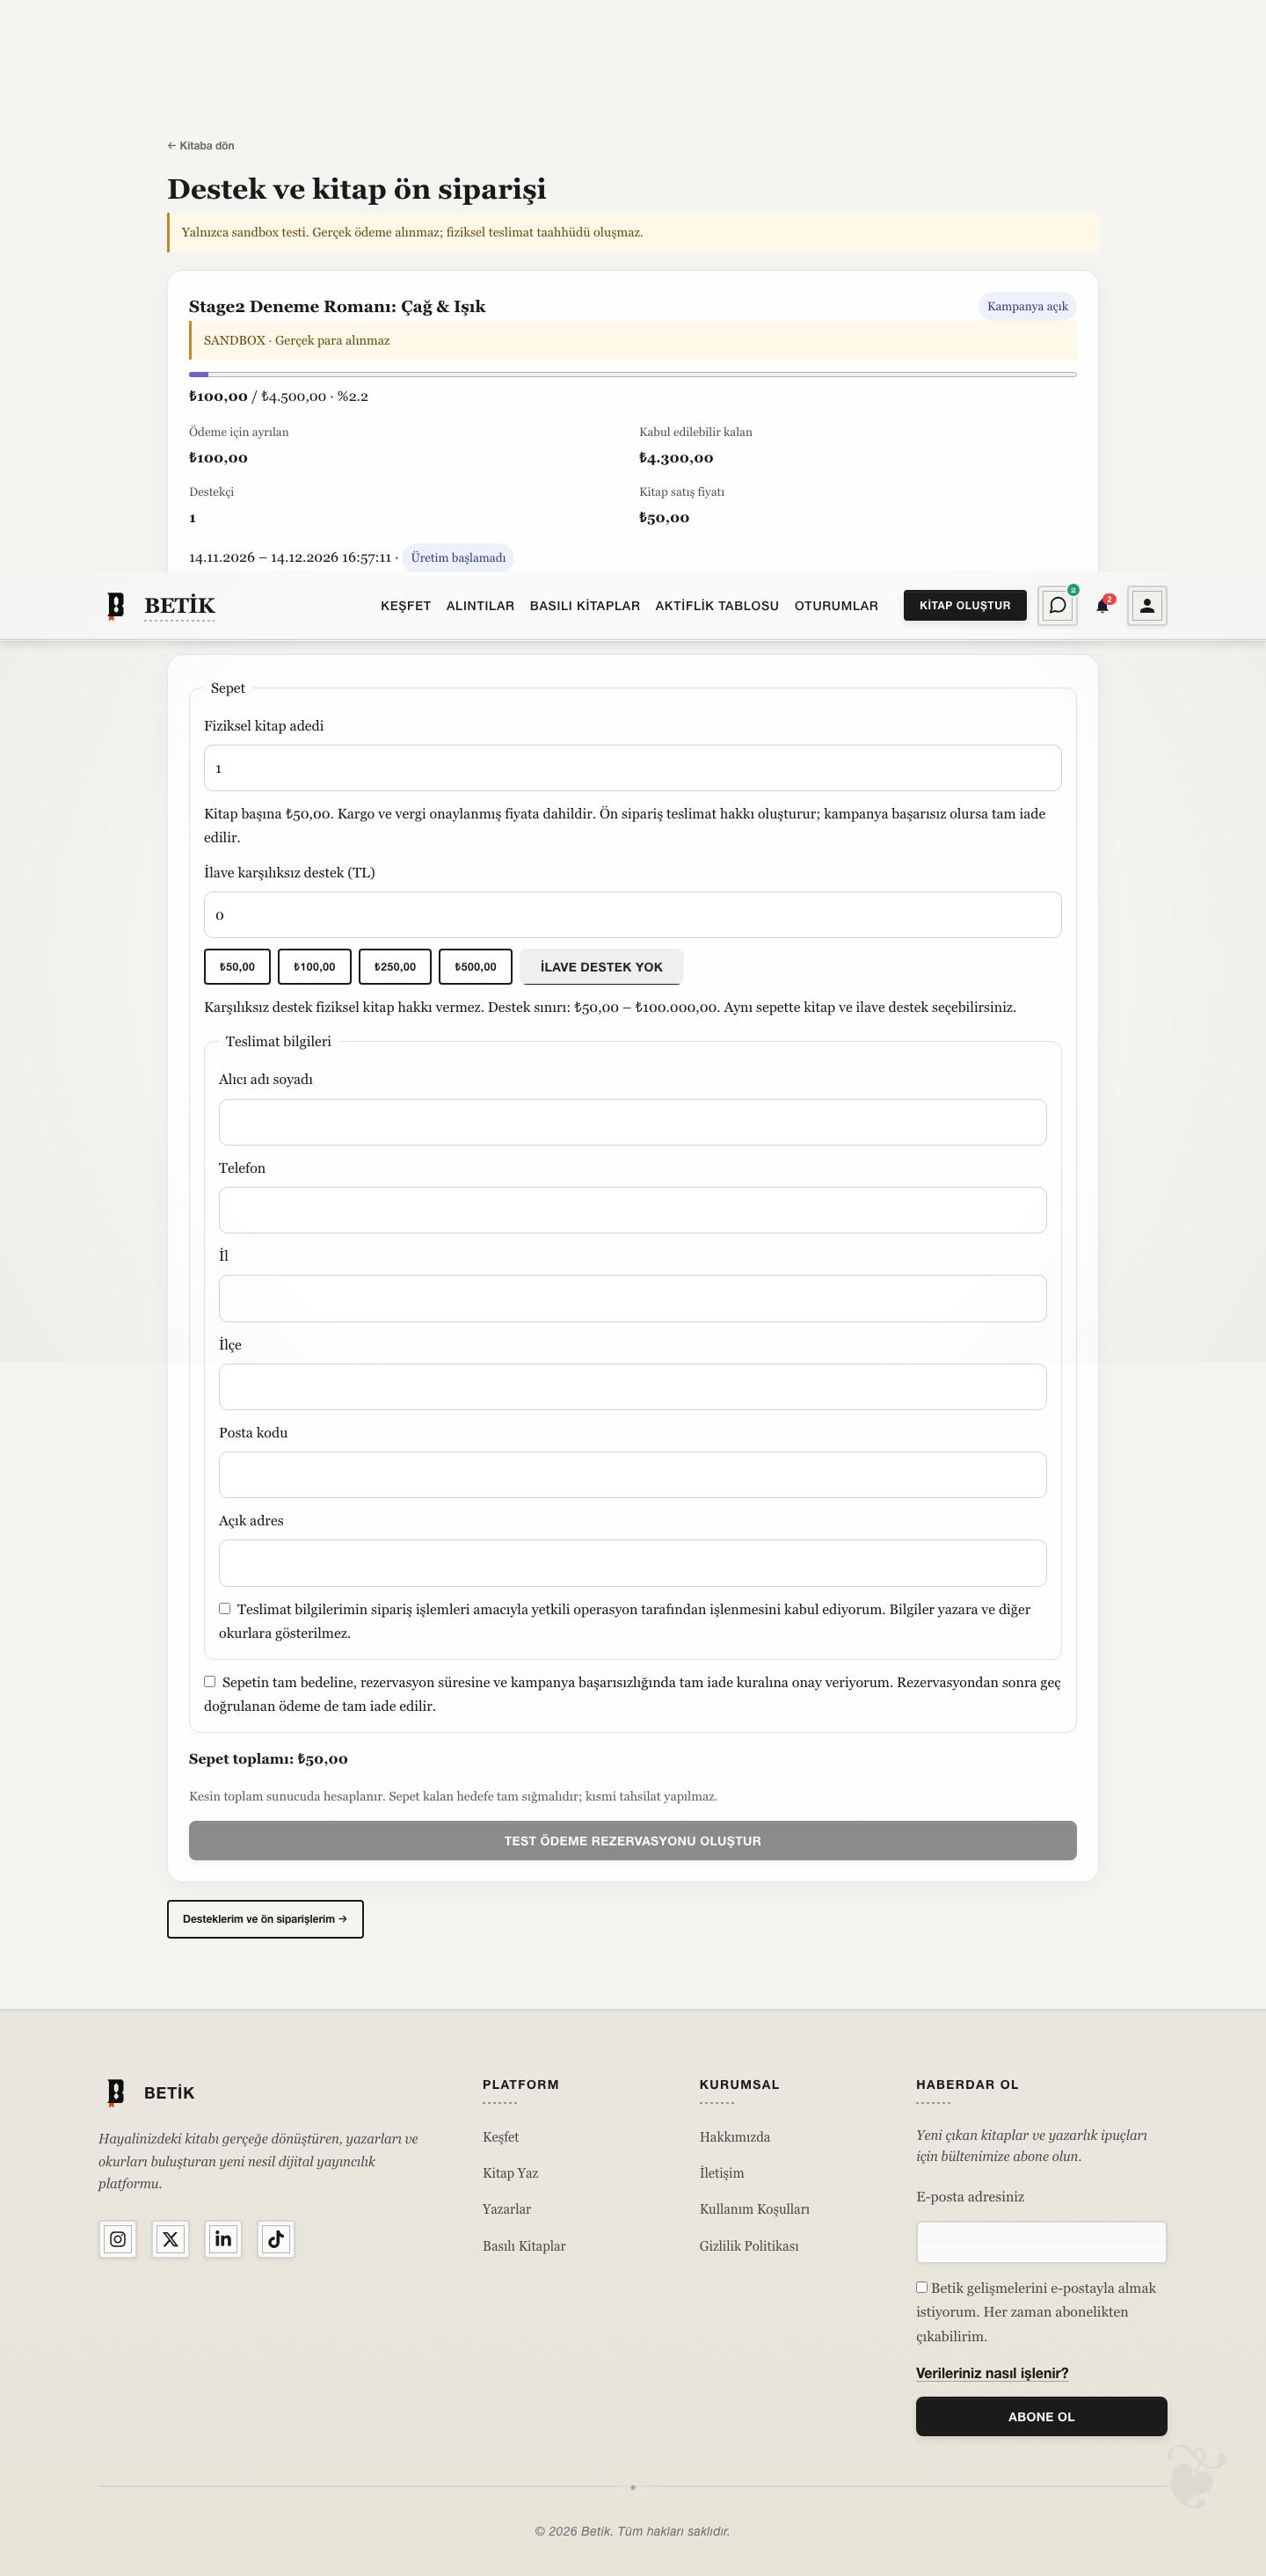 ← Kitaba dön
Destek ve kitap ön siparişi
Yalnızca sandbox testi. Gerçek ödeme alınmaz; fiziksel teslimat taahhüdü oluşmaz.
Stage2 Deneme Romanı: Çağ & Işık
Kampanya açık
SANDBOX · Gerçek para alınmaz
₺100,00 / ₺4.500,00 · %2.2
Ödeme için ayrılan
Kabul edilebilir kalan
₺100,00
₺4.300,00
Destekçi
Kitap satış fiyatı
1
₺50,00
14.11.2026 – 14.12.2026 16:57:11 · Üretim başlamadı
BETİK
KEŞFET
ALINTILAR
BASILI KİTAPLAR
AKTİFLİK TABLOSU
OTURUMLAR
KİTAP OLUŞTUR
2
2
Sepet
Fiziksel kitap adedi
1
Kitap başına ₺50,00. Kargo ve vergi onaylanmış fiyata dahildir. Ön sipariş teslimat hakkı oluşturur; kampanya başarısız olursa tam iade
edilir.
İlave karşılıksız destek (TL)
0
₺50,00
₺100,00
₺250,00
₺500,00
İLAVE DESTEK YOK
Karşılıksız destek fiziksel kitap hakkı vermez. Destek sınırı: ₺50,00 – ₺100.000,00. Aynı sepette kitap ve ilave destek seçebilirsiniz.
Teslimat bilgileri
Alıcı adı soyadı
Telefon
İl
İlçe
Posta kodu
Açık adres
Teslimat bilgilerimin sipariş işlemleri amacıyla yetkili operasyon tarafından işlenmesini kabul ediyorum. Bilgiler yazara ve diğer
okurlara gösterilmez.
Sepetin tam bedeline, rezervasyon süresine ve kampanya başarısızlığında tam iade kuralına onay veriyorum. Rezervasyondan sonra geç
doğrulanan ödeme de tam iade edilir.
Sepet toplamı: ₺50,00
Kesin toplam sunucuda hesaplanır. Sepet kalan hedefe tam sığmalıdır; kısmi tahsilat yapılmaz.
TEST ÖDEME REZERVASYONU OLUŞTUR
Desteklerim ve ön siparişlerim →
BETİK
Hayalinizdeki kitabı gerçeğe dönüştüren, yazarları ve
okurları buluşturan yeni nesil dijital yayıncılık
platformu.
PLATFORM
Keşfet
Kitap Yaz
Yazarlar
Basılı Kitaplar
KURUMSAL
Hakkımızda
İletişim
Kullanım Koşulları
Gizlilik Politikası
HABERDAR OL
Yeni çıkan kitaplar ve yazarlık ipuçları
için bültenimize abone olun.
E-posta adresiniz
Betik gelişmelerini e-postayla almak
istiyorum. Her zaman abonelikten
çıkabilirim.
Verileriniz nasıl işlenir?
ABONE OL
© 2026 Betik. Tüm hakları saklıdır.